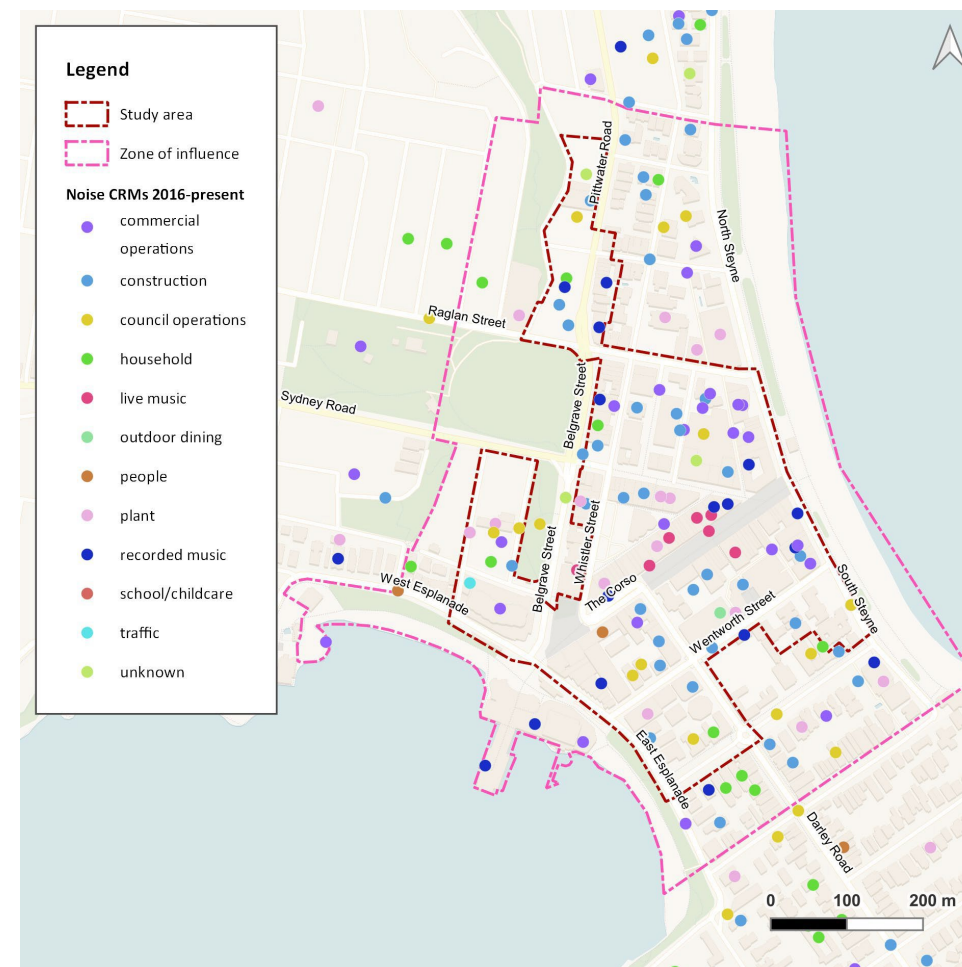 Legend
Study area
Zone of influence
Noise CRMs 2016-present
commercial
operations
construction
council operations
household
live music
outdoor dining
people
plant
recorded music
school/childcare
traffic
unknown
Pittwater Road
North Steyne
Raglan Street
Sydney Road
Belgrave Street
Whistler Street
Belgrave Street
The Corso
West Esplanade
Wentworth Street
South Steyne
East Esplanade
Darley Road
0 100 200 m